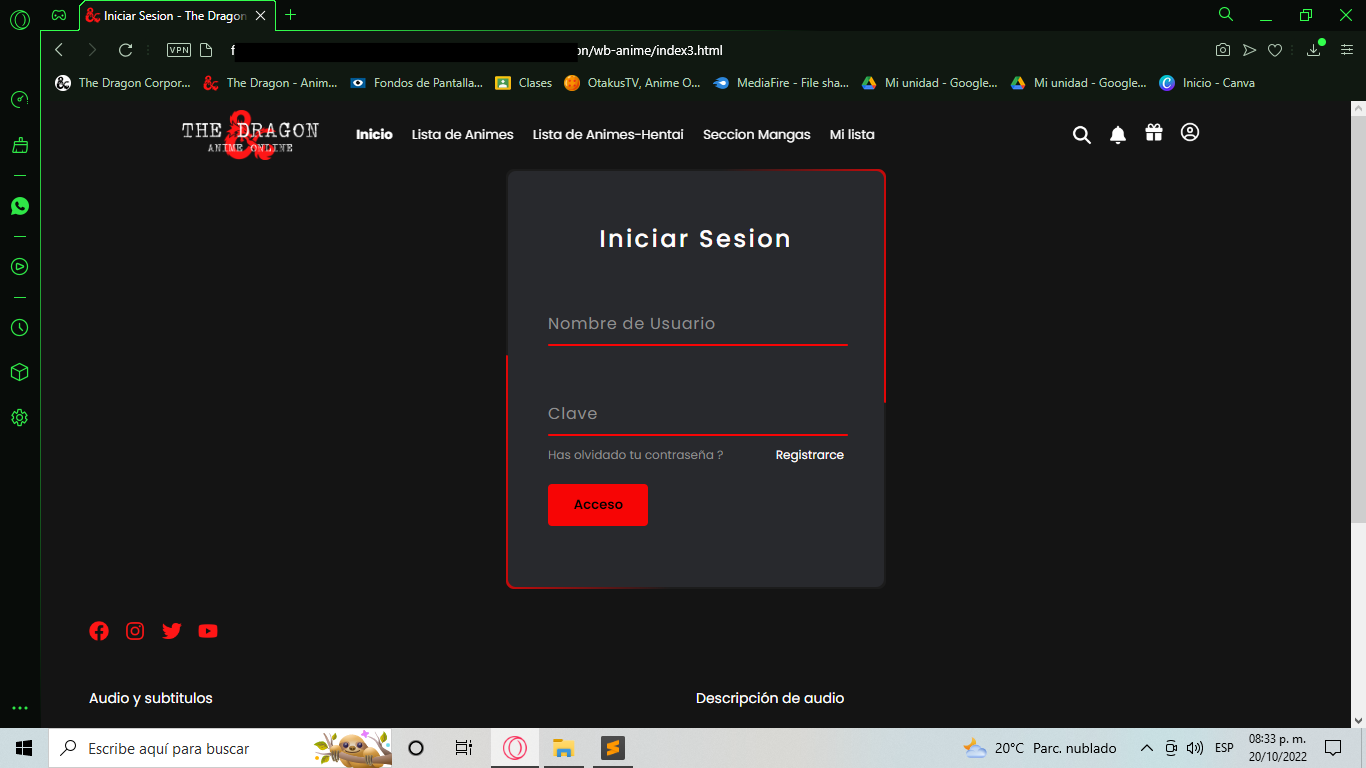 Iniciar Sesion - The Dragon
VPN
on/wb-anime/index3.html
The Dragon Corpor...
The Dragon - Anim...
Fondos de Pantalla...
Clases
OtakusTV, Anime O...
MediaFire - File sha...
Mi unidad - Google...
Mi unidad - Google...
Inicio - Canva
THE DRAGON
ANIME ONLINE
Inicio
Lista de Animes
Lista de Animes-Hentai
Seccion Mangas
Mi lista
Iniciar Sesion
Nombre de Usuario
Clave
Has olvidado tu contraseña ?
Registrarce
Acceso
Audio y subtitulos
Descripción de audio
Escribe aquí para buscar
20°C Parc. nublado
ESP
08:33 p. m.
20/10/2022